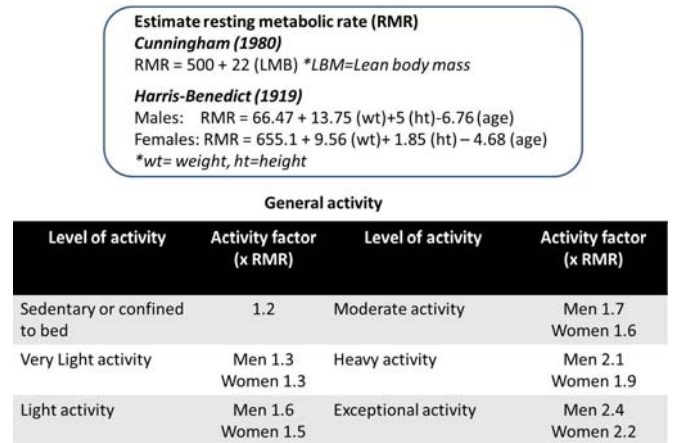 Estimate resting metabolic rate (RMR)
Cunningham (1980)
RMR = 500 + 22 (LMB) *LBM=Lean body mass
Harris-Benedict (1919)
Males: RMR = 66.47 + 13.75 (wt)+5 (ht)-6.76 (age)
Females: RMR = 655.1 + 9.56 (wt)+ 1.85 (ht) – 4.68 (age)
*wt= weight, ht=height
General activity
Level of activity Activity factor (x RMR) Level of activity Activity factor (x RMR)
Sedentary or confined to bed 1.2 Moderate activity Men 1.7 Women 1.6
Very Light activity Men 1.3 Women 1.3 Heavy activity Men 2.1 Women 1.9
Light activity Men 1.6 Women 1.5 Exceptional activity Men 2.4 Women 2.2